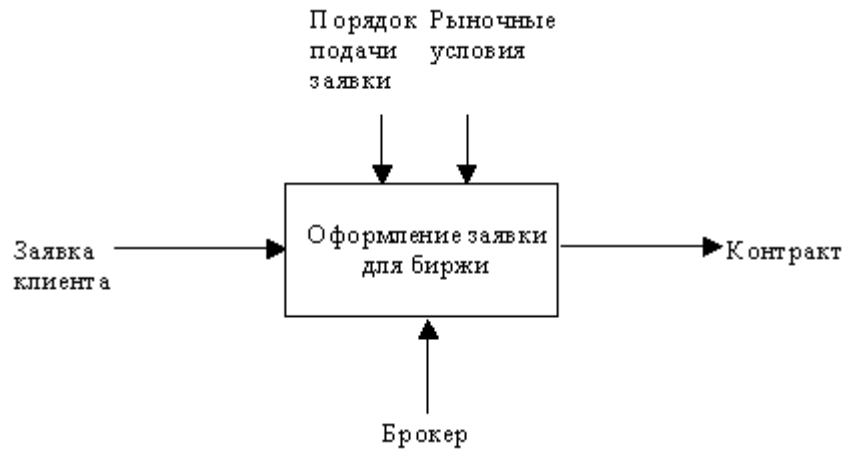 Порядок Рыночные
подачи условия
заявки
Оформление заявки
для биржи
Заявка
клиента
Контракт
Брокер